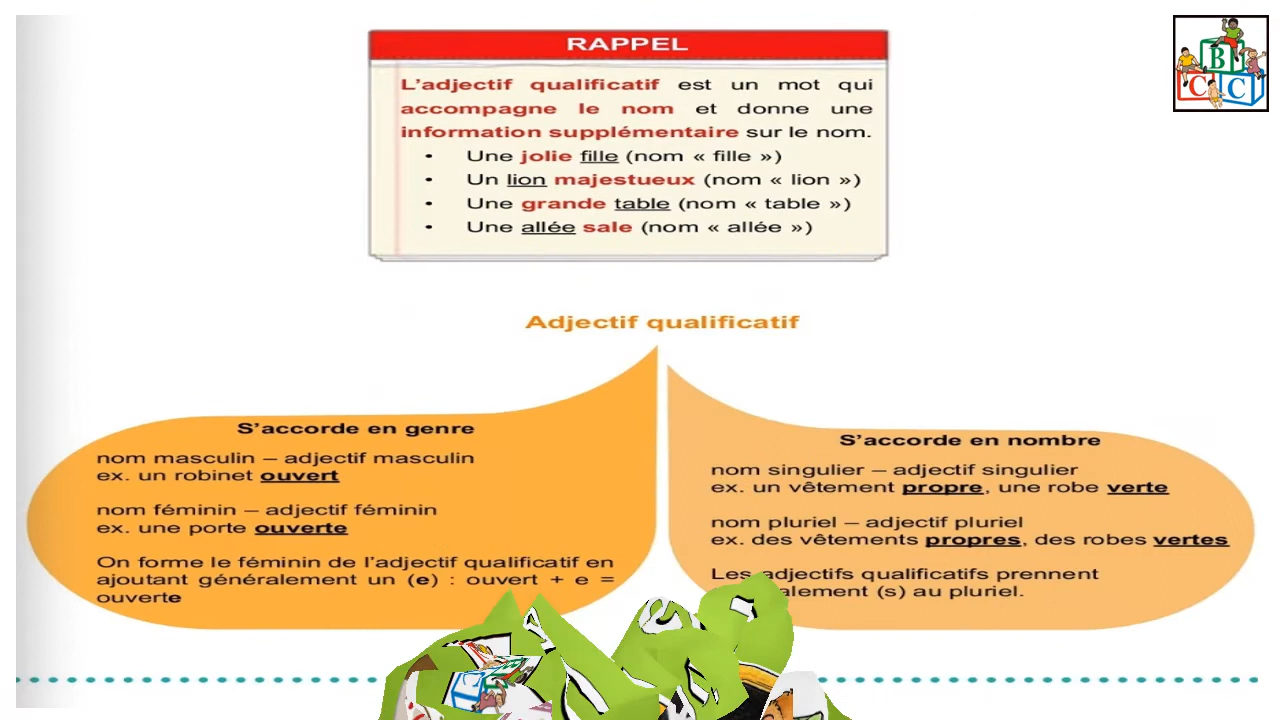 RAPPEL
L'adjectif qualificatif est un mot qui
accompagne le nom et donne une
information supplémentaire sur le nom.
• Une jolie fille (nom « fille »)
• Un lion majestueux (nom « lion »)
• Une grande table (nom « table »)
• Une allée sale (nom « allée »)
B
C C
Adjectif qualificatif
S'accorde en genre
nom masculin – adjectif masculin
ex. un robinet ouvert
nom féminin – adjectif féminin
ex. une porte ouverte
On forme le féminin de l'adjectif qualificatif en
ajoutant généralement un (e) : ouvert + e =
ouverte
S'accorde en nombre
nom singulier – adjectif singulier
ex. un vêtement propre, une robe verte
nom pluriel – adjectif pluriel
ex. des vêtements propres, des robes vertes
Les adjectifs qualificatifs prennent
(s) au pluriel.